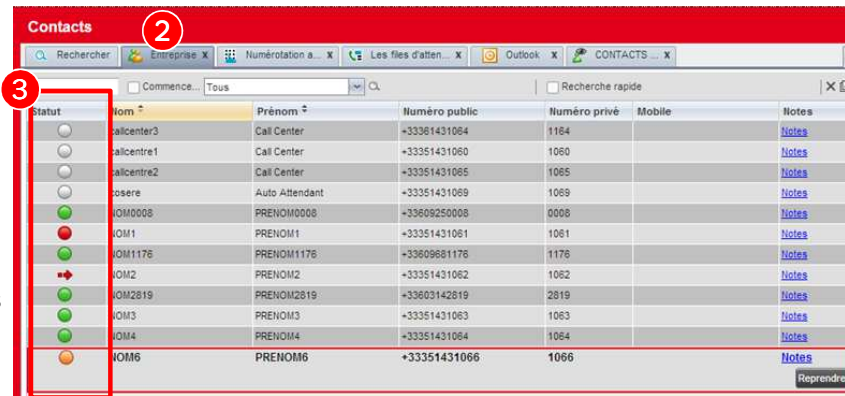 Contacts
2
Rechercher Entreprise X Numérotation a... X Les files d'atten... X Outlook X CONTACTS ... X
3
Commence... Tous Recherche rapide
Statut Nom Prénom Numéro public Numéro privé Mobile Notes
callcenter3 Call Center +33361431064 1164 Notes
callcentre1 Call Center +33351431060 1060 Notes
callcentre2 Call Center +33351431065 1065 Notes
cosere Auto Attendant +33351431069 1069 Notes
NOM0008 PRENOM0008 +33609250008 0008 Notes
NOM1 PRENOM1 +33351431061 1061 Notes
NOM1176 PRENOM1176 +33609681176 1176 Notes
NOM2 PRENOM2 +33351431062 1062 Notes
NOM2819 PRENOM2819 +33603142819 2819 Notes
NOM3 PRENOM3 +33351431063 1063 Notes
NOM4 PRENOM4 +33351431064 1064 Notes
NOM6 PRENOM6 +33351431066 1066 Notes
Reprendre